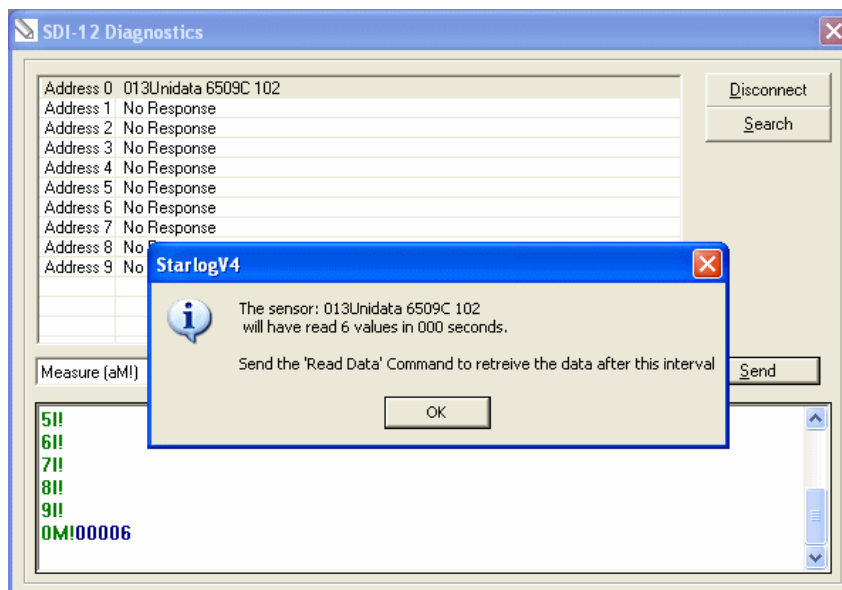 SDI-12 Diagnostics
Address 0 013Unidata 6509C 102
Address 1 No Response
Address 2 No Response
Address 3 No Response
Address 4 No Response
Address 5 No Response
Address 6 No Response
Address 7 No Response
Address 8 No
Address 9 No
Disconnect
Search
StarlogV4
The sensor: 013Unidata 6509C 102
will have read 6 values in 000 seconds.
Send the 'Read Data' Command to retreive the data after this interval
OK
Measure (aM!)
Send
5I!
6I!
7I!
8I!
9I!
0M!00006